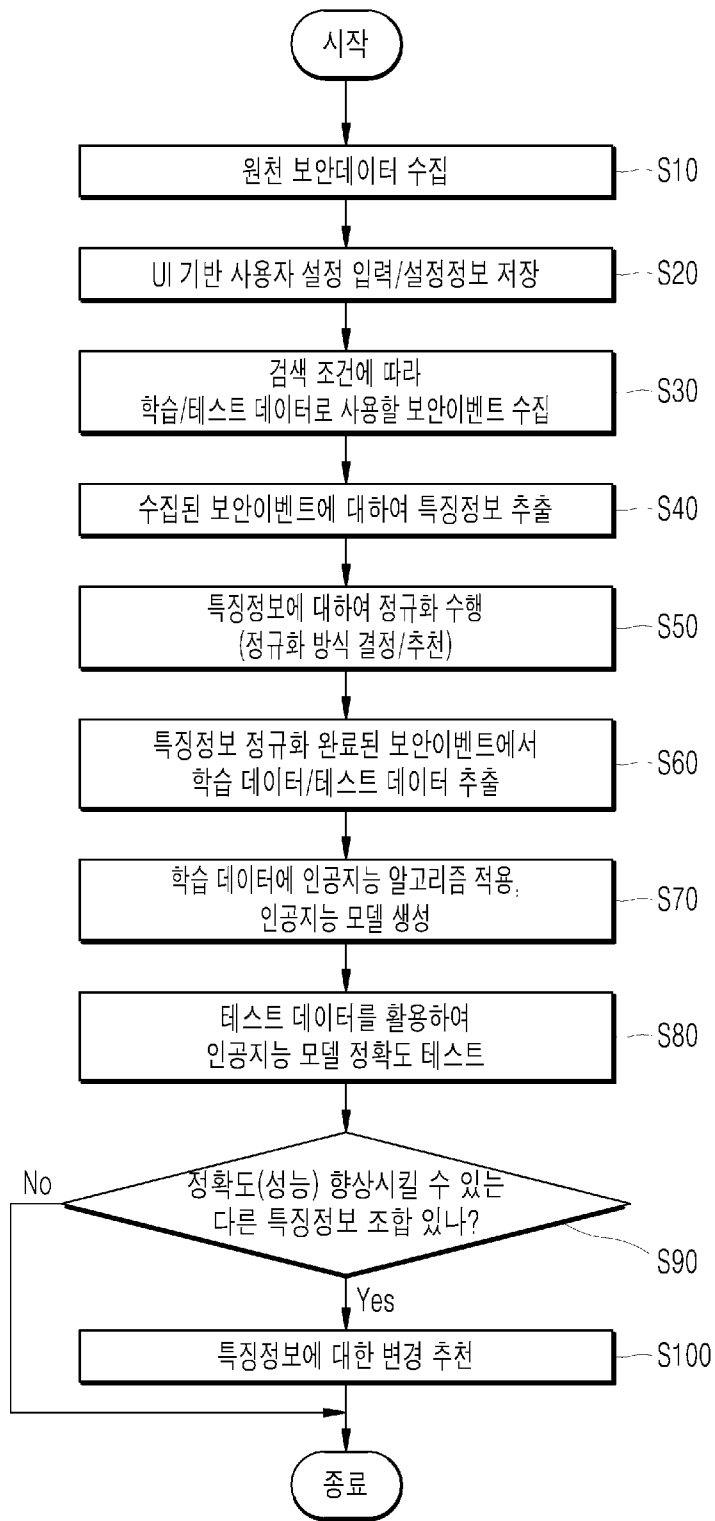 시작
원천 보안데이터 수집
S10
UI 기반 사용자 설정 입력/설정정보 저장
S20
검색 조건에 따라
학습/테스트 데이터로 사용할 보안이벤트 수집
S30
수집된 보안이벤트에 대하여 특징정보 추출
S40
특징정보에 대하여 정규화 수행
(정규화 방식 결정/추천)
S50
특징정보 정규화 완료된 보안이벤트에서
학습 데이터/테스트 데이터 추출
S60
학습 데이터에 인공지능 알고리즘 적용,
인공지능 모델 생성
S70
테스트 데이터를 활용하여
인공지능 모델 정확도 테스트
S80
No
정확도(성능) 향상시킬 수 있는
다른 특징정보 조합 있나?
S90
Yes
특징정보에 대한 변경 추천
S100
종료